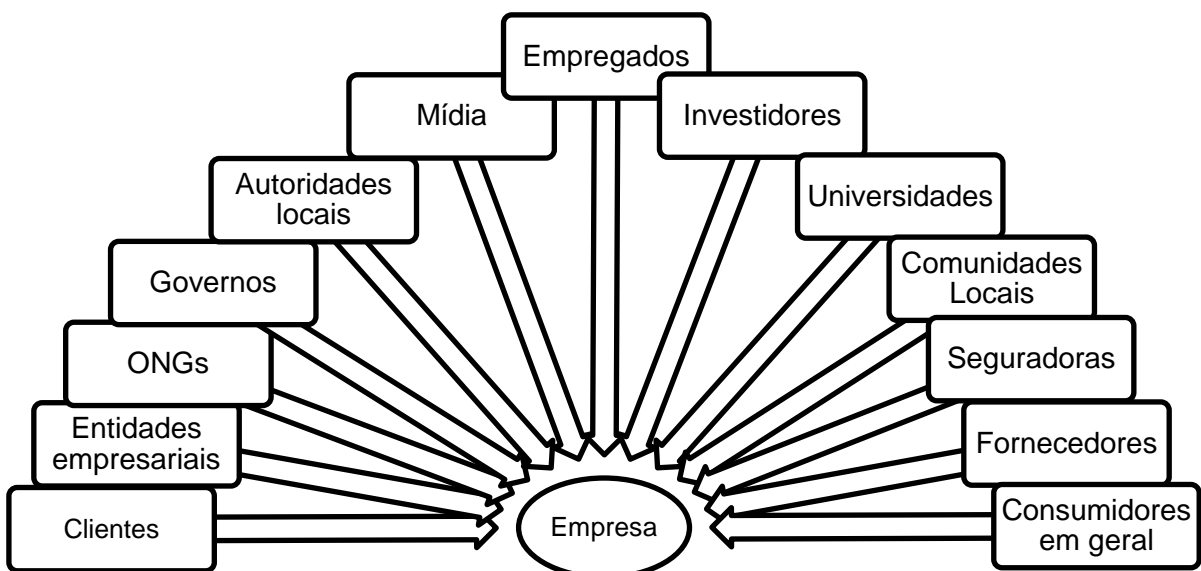 Empregados
Mídia
Investidores
Autoridades
locais
Universidades
Governos
Comunidades
Locais
ONGs
Seguradoras
Entidades
empresariais
Fornecedores
Clientes
Empresa
Consumidores
em geral